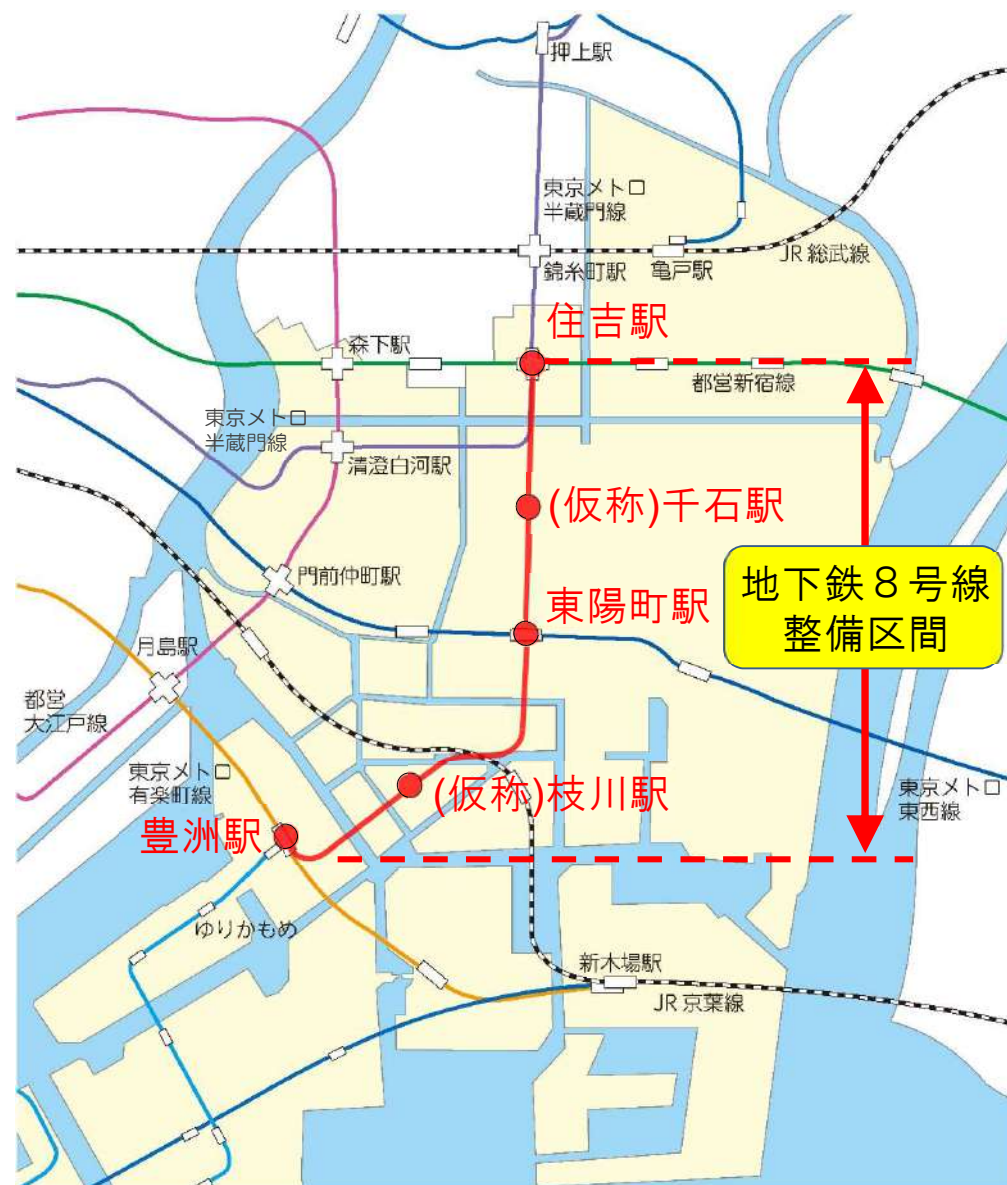 押上駅
東京メトロ
半蔵門線
錦糸町駅
亀戸駅
JR 総武線
住吉駅
森下駅
都営新宿線
東京メトロ
半蔵門線
清澄白河駅
(仮称)千石駅
門前仲町駅
地下鉄８号線
整備区間
東陽町駅
月島駅
都営
大江戸線
東京メトロ
有楽町線
(仮称)枝川駅
東京メトロ
東西線
豊洲駅
ゆりかもめ
新木場駅
JR 京葉線